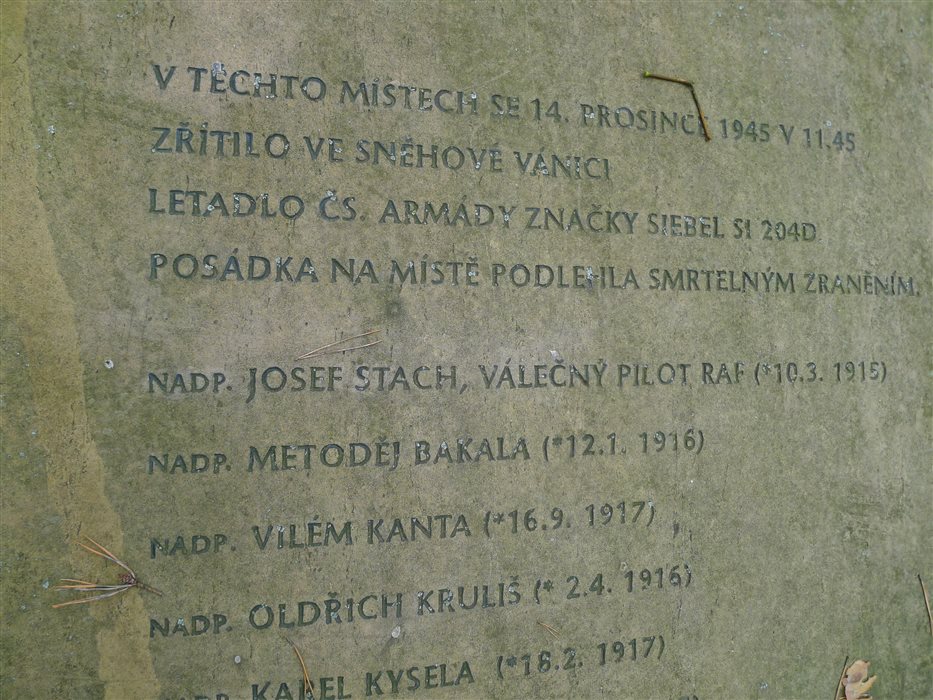 V TĚCHTO MÍSTECH SE 14. PROSINCE 1945 V 11.45
ZŘÍTILO VE SNĚHOVÉ VÁNICI
LETADLO ČS. ARMÁDY ZNAČKY SIEBEL SI 204D
POSÁDKA NA MÍSTĚ PODLEHLA SMRTELNÝM ZRANĚNÍM.
NADP. JOSEF STACH, VÁLEČNÝ PILOT RAF (*10.3. 1915)
NADP. METODĚJ BAKALA (*12.1. 1916)
NADP. VILÉM KANTA (*16.9. 1917)
NADP. OLDŘICH KRULIŠ (* 2.4. 1916)
NADP. KAREL KYSELA (*18.2. 1917)